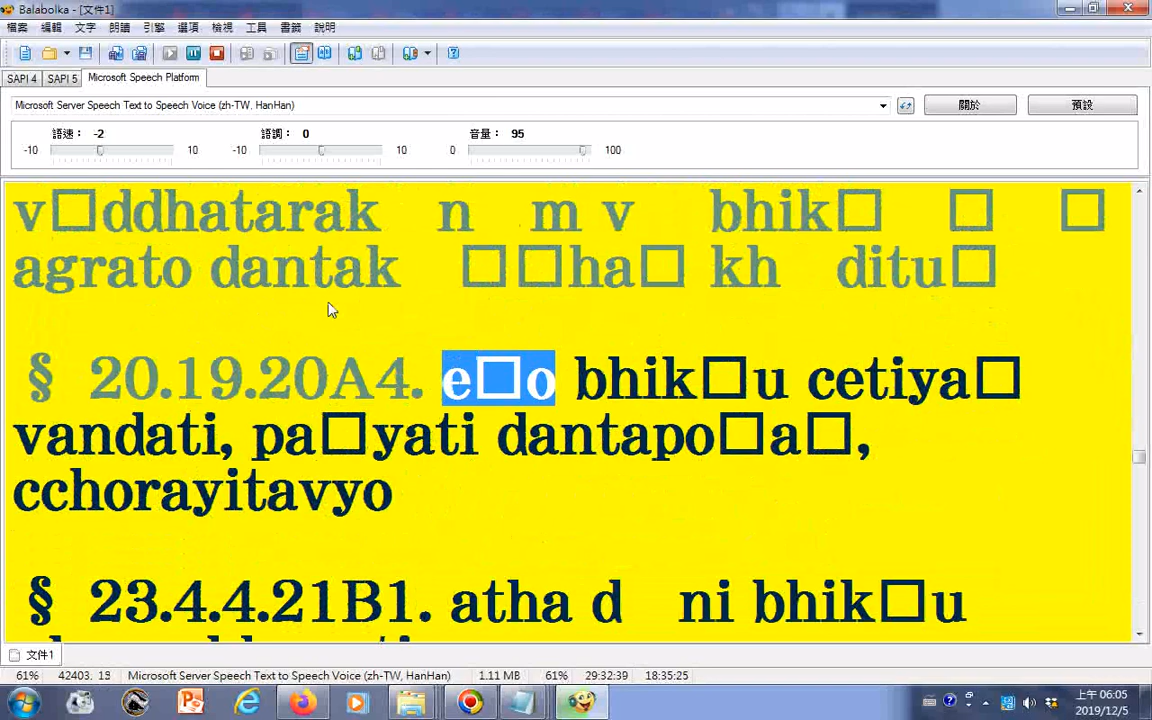 Balabolka - [文件1]
檔案 編輯 文字 朗讀 引擎 選項 檢視 工具 書籤 說明
SAPI 4 SAPI 5 Microsoft Speech Platform
Microsoft Server Speech Text to Speech Voice (zh-TW, HanHan) 關於 預設
語速： -2 語調： 0 音量： 95
-10 10 -10 10 0 100
v□ddhatarak n m v bhik□ □ □
agrato dantak □□ha□ kh ditu□
§ 20.19.20A4. e□o bhik□u cetiya□
vandati, pa□yati dantapo□a□,
cchorayitavyo
§ 23.4.4.21B1. atha d ni bhik□u
文件1
61% 42403, 13 Microsoft Server Speech Text to Speech Voice (zh-TW, HanHan) 1.11 MB 61% 29:32:39 18:35:25
上午 06:05
2019/12/5